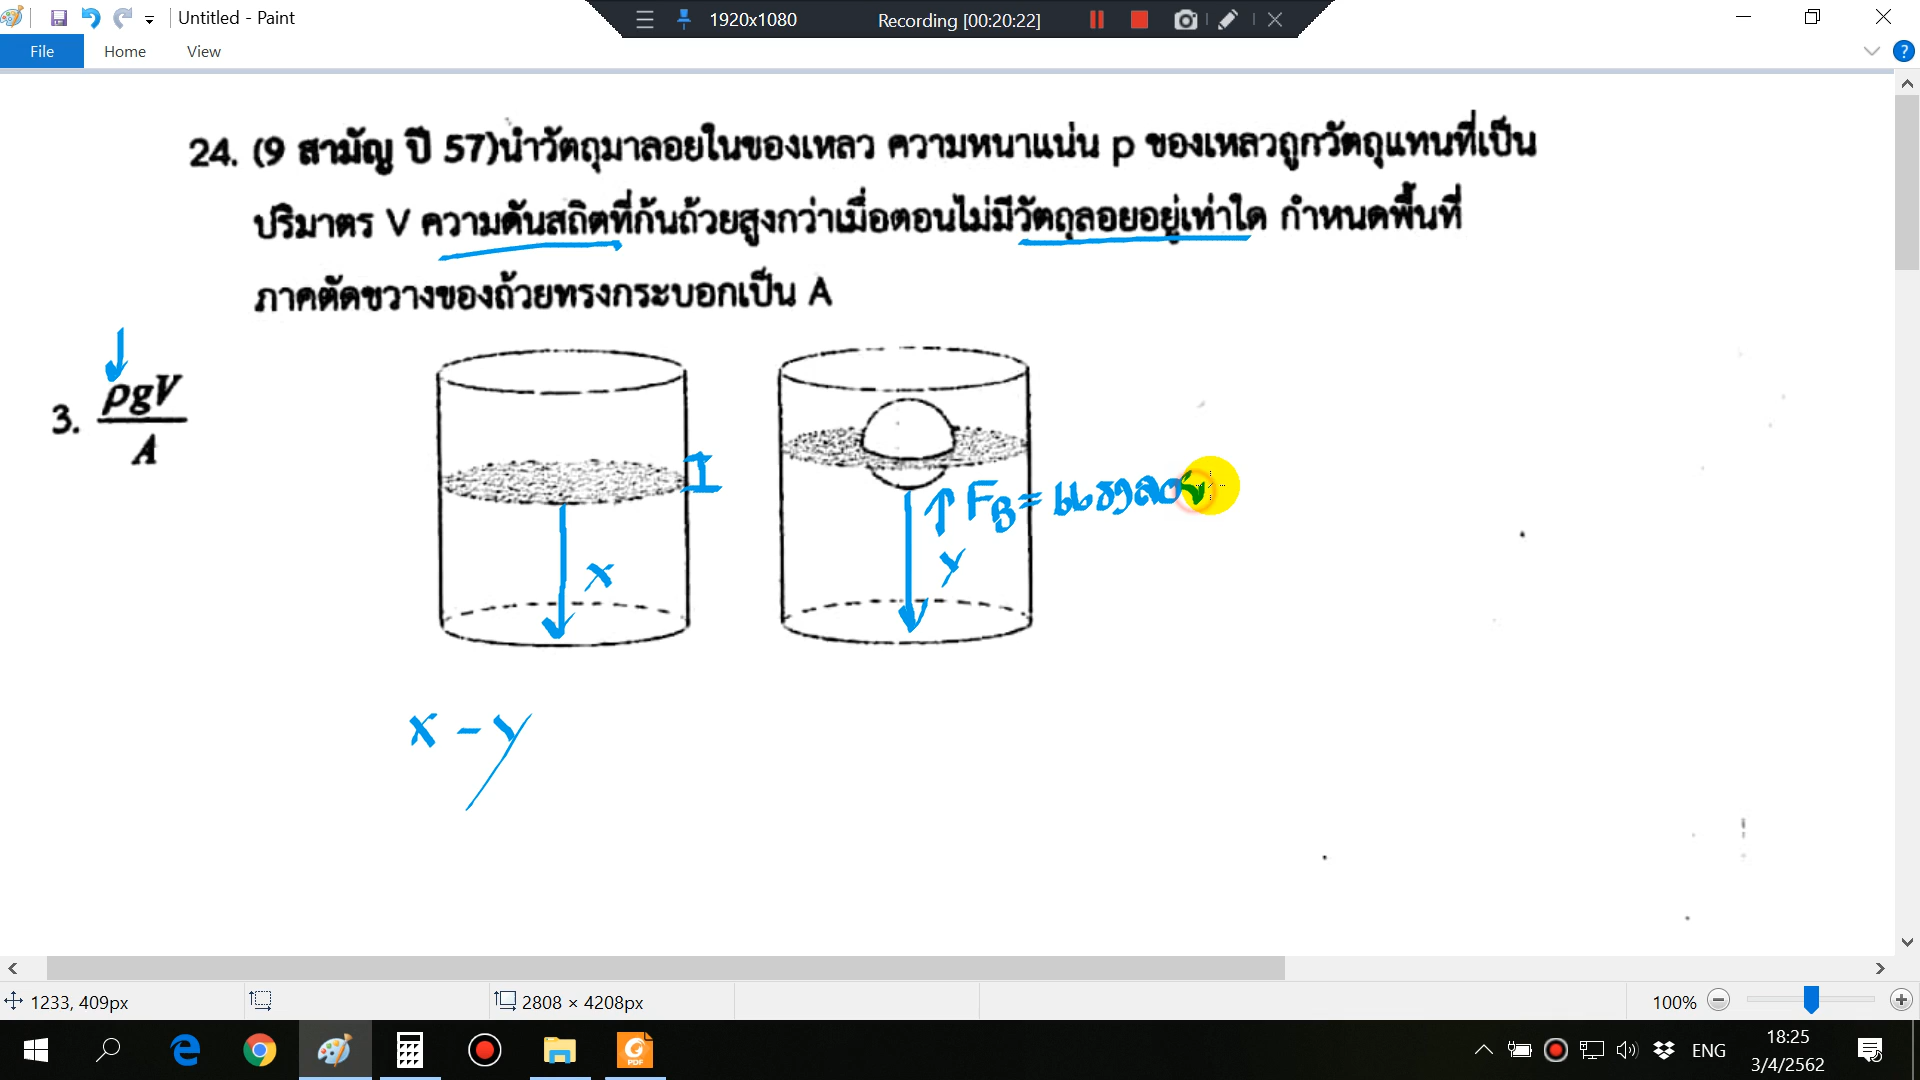 Untitled - Paint
1920x1080
Recording [00:20:22]
File Home View
24. (9 สามัญ ปี 57)นำวัตถุมาลอยในของเหลว ความหนาแน่น p ของเหลวถูกวัตถุแทนที่เป็น
ปริมาตร V ความดันสถิตที่ก้นถ้วยสูงกว่าเมื่อตอนไม่มีวัตถุลอยอยู่เท่าใด กำหนดพื้นที่
ภาคตัดขวางของถ้วยทรงกระบอกเป็น A
3. ρgV
A
F_B = แรงลอย
x
y
x - y
1233, 409px
2808 × 4208px
100%
ENG
18:25
3/4/2562